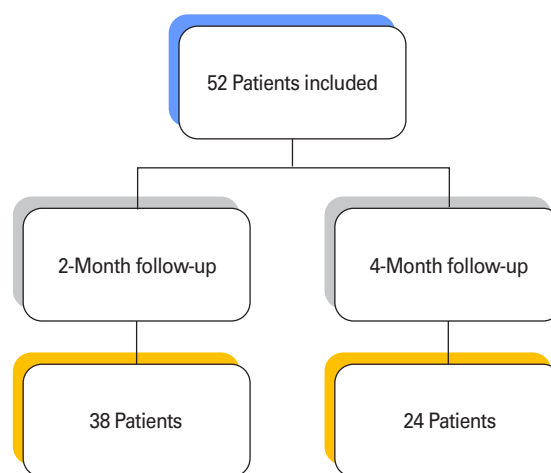 52 Patients included
2-Month follow-up
4-Month follow-up
38 Patients
24 Patients